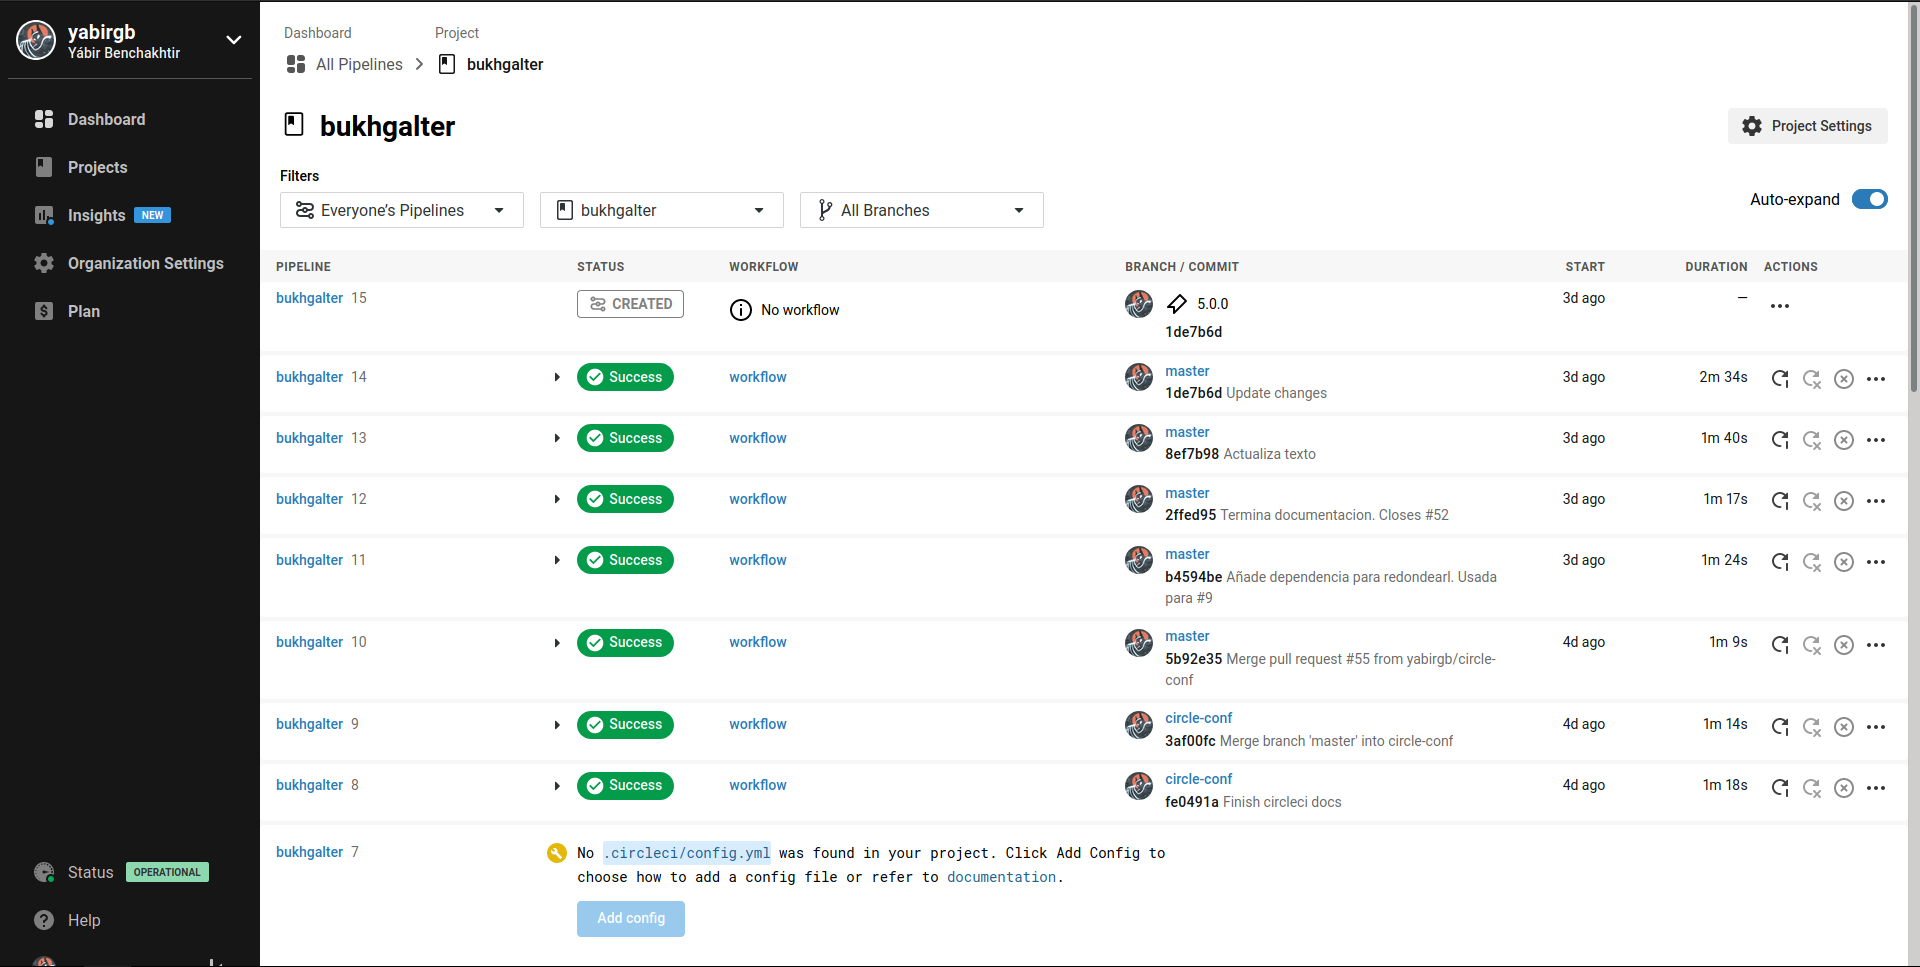 yabirgb
Yábir Benchakhtir
Dashboard
Projects
Insights NEW
Organization Settings
Plan
Status OPERATIONAL
Help
Dashboard Project
All Pipelines bukhgalter
bukhgalter
Project Settings
Filters
Everyone’s Pipelines bukhgalter All Branches
Auto-expand
PIPELINE STATUS WORKFLOW BRANCH / COMMIT START DURATION ACTIONS
bukhgalter 15 CREATED No workflow 5.0.0 3d ago –
1de7b6d
bukhgalter 14 Success workflow master 3d ago 2m 34s
1de7b6d Update changes
bukhgalter 13 Success workflow master 3d ago 1m 40s
8ef7b98 Actualiza texto
bukhgalter 12 Success workflow master 3d ago 1m 17s
2ffed95 Termina documentacion. Closes #52
bukhgalter 11 Success workflow master 3d ago 1m 24s
b4594be Añade dependencia para redondearl. Usada
para #9
bukhgalter 10 Success workflow master 4d ago 1m 9s
5b92e35 Merge pull request #55 from yabirgb/circle-
conf
bukhgalter 9 Success workflow circle-conf 4d ago 1m 14s
3af00fc Merge branch 'master' into circle-conf
bukhgalter 8 Success workflow circle-conf 4d ago 1m 18s
fe0491a Finish circleci docs
bukhgalter 7 No .circleci/config.yml was found in your project. Click Add Config to
choose how to add a config file or refer to documentation.
Add config